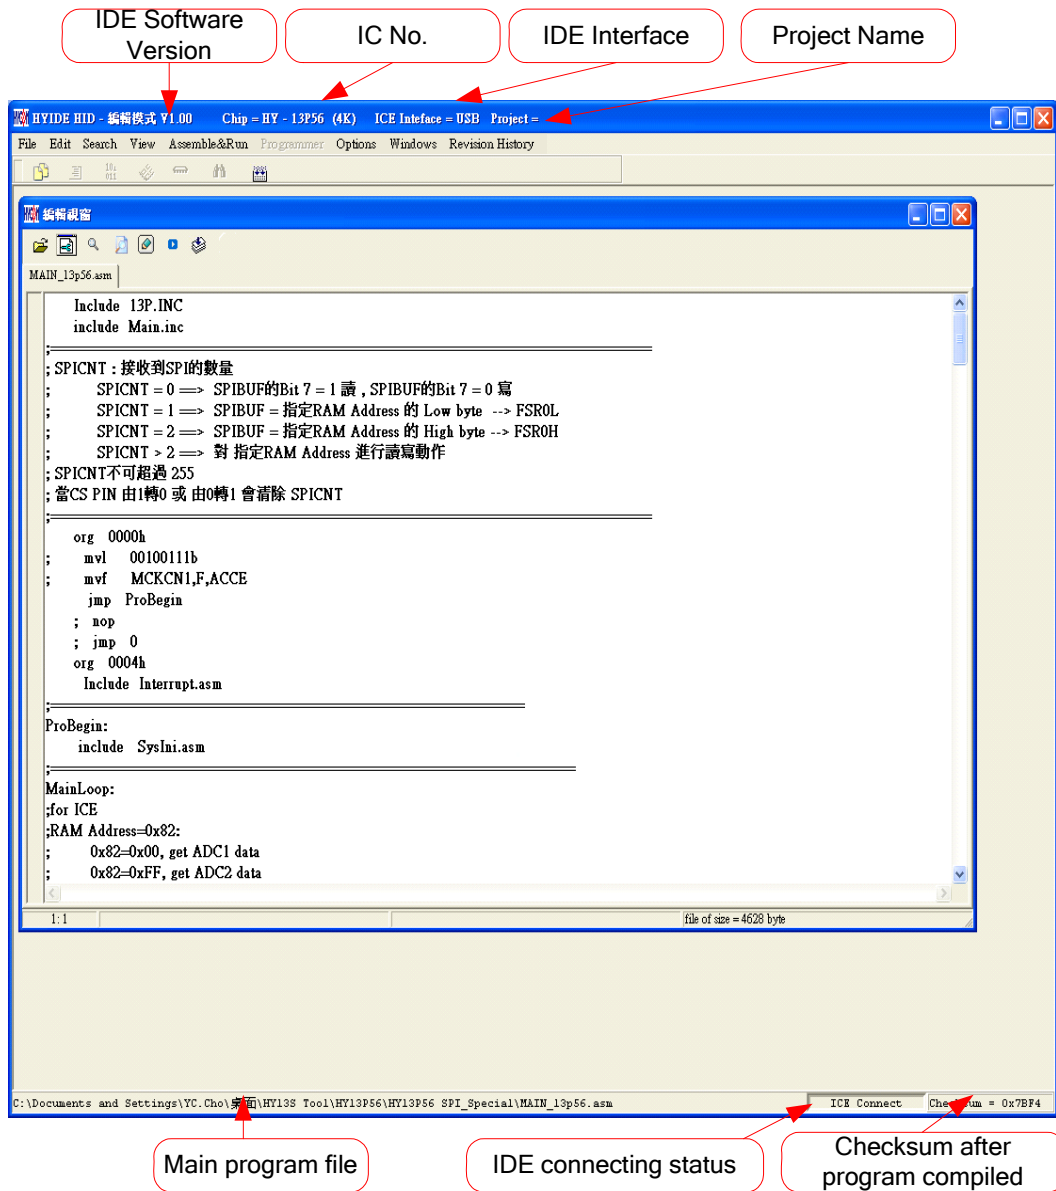 IDE Software
Version
IC No.
IDE Interface
Project Name
HYIDE HID - 編輯模式 V1.00 Chip = HY - 13P56 (4K) ICE Inteface = USB Project =
File Edit Search View Assemble&Run Programmer Options Windows Revision History
編輯視窗
MAIN_13p56.asm
Include 13P.INC
include Main.inc
;=====
; SPICNT : 接收到SPI的數量
; SPICNT = 0 ==> SPIBUF的Bit 7 = 1 讀 , SPIBUF的Bit 7 = 0 寫
; SPICNT = 1 ==> SPIBUF = 指定RAM Address 的 Low byte --> FSR0L
; SPICNT = 2 ==> SPIBUF = 指定RAM Address 的 High byte --> FSR0H
; SPICNT > 2 ==> 對 指定RAM Address 進行讀寫動作
; SPICNT不可超過 255
; 當CS PIN 由1轉0 或 由0轉1 會清除 SPICNT
;=====
org 0000h
; mvl 00100111b
; mvf MCKCN1,F,ACCE
jmp ProBegin
; nop
; jmp 0
org 0004h
Include Interrupt.asm
;=====
ProBegin:
include SysIni.asm
;=====
MainLoop:
;for ICE
;RAM Address=0x82:
; 0x82=0x00, get ADC1 data
; 0x82=0xFF, get ADC2 data
1:1 file of size = 4628 byte
C:\Documents and Settings\YC.Cho\桌面\HY13S Tool\HY13P56\HY13P56 SPI_Special\MAIN_13p56.asm ICE Connect Checksum = 0x7BF4
Main program file
IDE connecting status
Checksum after
program compiled